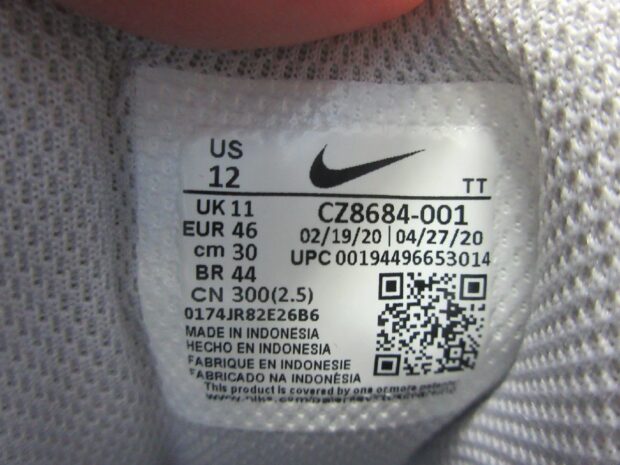 US
12
TT
UK 11
CZ8684-001
EUR 46
02/19/20 | 04/27/20
cm 30
UPC 00194496653014
BR 44
CN 300(2.5)
0174JR82E26B6
MADE IN INDONESIA
HECHO EN INDONESIA
FABRIQUE EN INDONESIE
FABRICADO NA INDONÈSIA
This product is covered by one or more patents